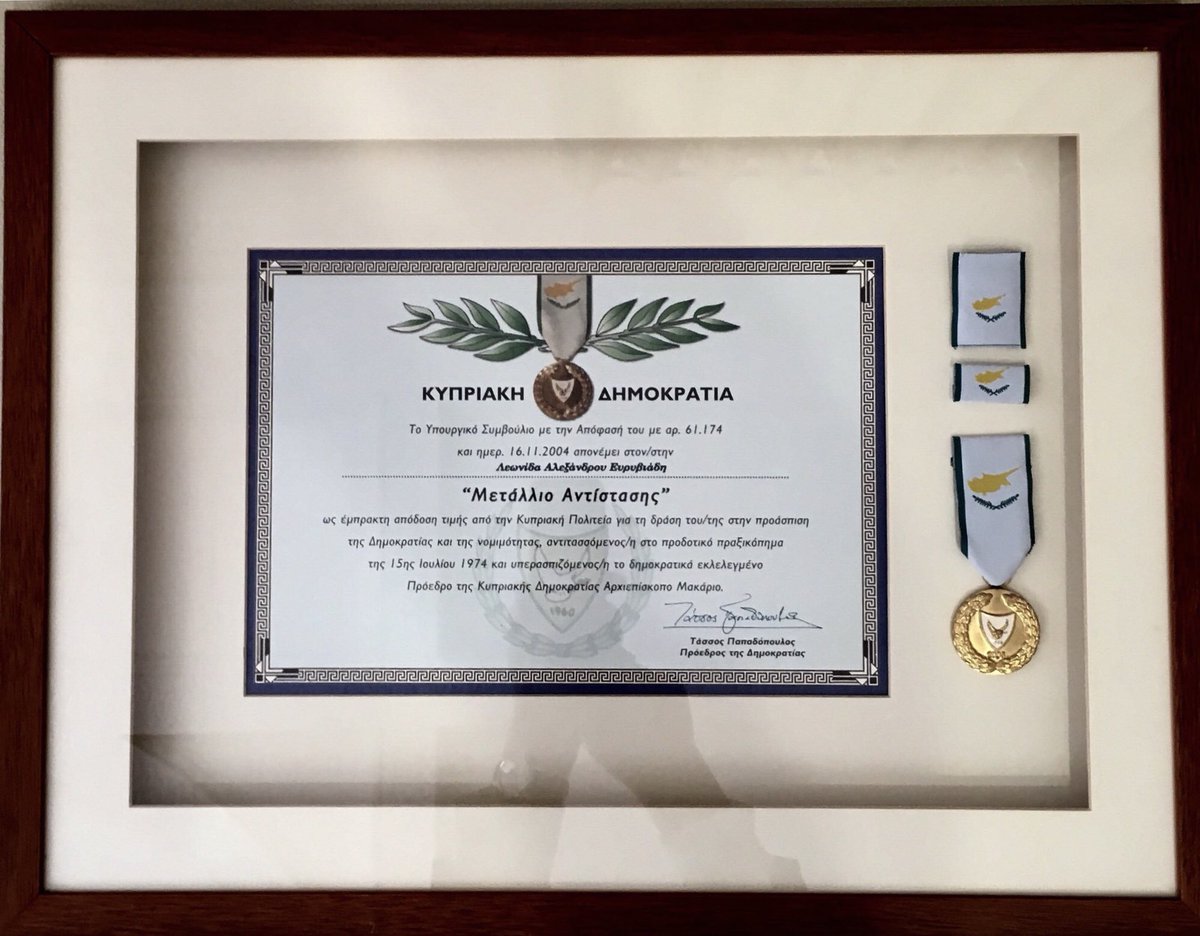 ΚΥΠΡΙΑΚΗ ΔΗΜΟΚΡΑΤΙΑ
Το Υπουργικό Συμβούλιο με την Απόφασή του με αρ. 61.174
και ημερ. 16.11.2004 απονέμει στον/στην
Λεωνίδα Αλεξάνδρου Ευρυβιάδη
“Μετάλλιο Αντίστασης”
ως έμπρακτη απόδοση τιμής από την Κυπριακή Πολιτεία για τη δράση του/της στην προάσπιση
της Δημοκρατίας και της νομιμότητας, αντιτασσόμενος/η στο προδοτικό πραξικόπημα
της 15ης Ιουλίου 1974 και υπερασπιζόμενος/η το δημοκρατικά εκλελεγμένο
Πρόεδρο της Κυπριακής Δημοκρατίας Αρχιεπίσκοπο Μακάριο.
1960
Τάσσος Παπαδόπουλος
Τάσσος Παπαδόπουλος
Πρόεδρος της Δημοκρατίας